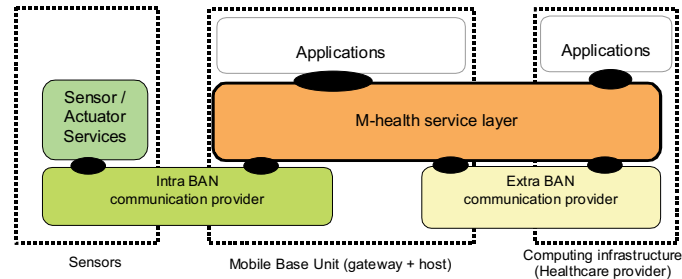 Applications
Applications
Sensor /
Actuator
Services
M-health service layer
Intra BAN
communication provider
Extra BAN
communication provider
Sensors
Mobile Base Unit (gateway + host)
Computing infrastructure
(Healthcare provider)